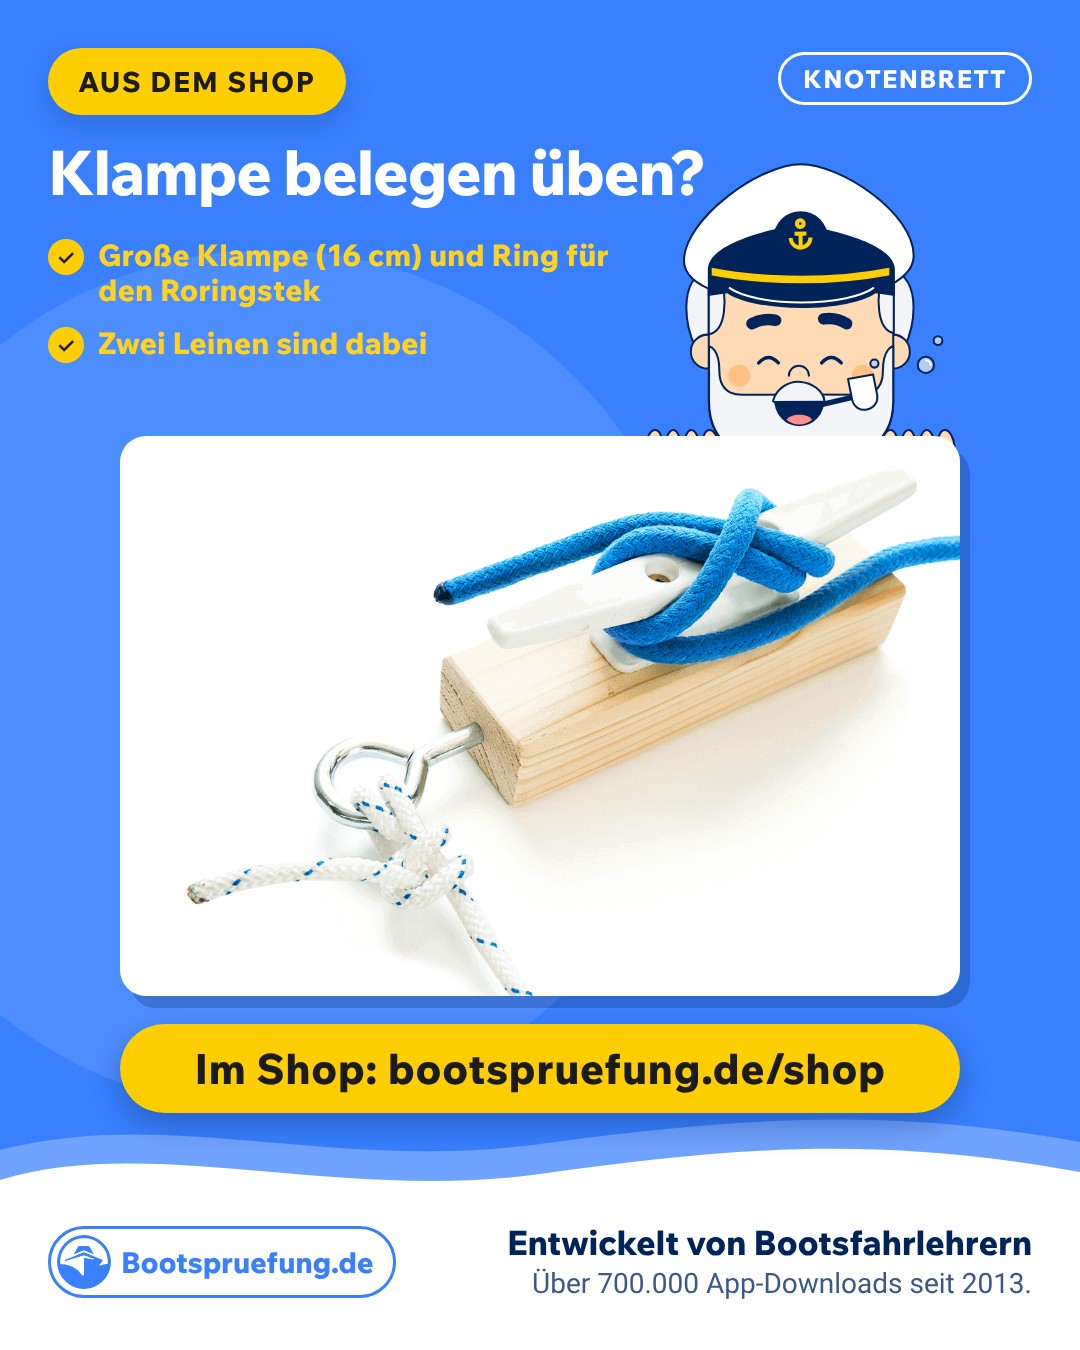 AUS DEM SHOP
KNOTENBRETT
Klampe belegen üben?
Große Klampe (16 cm) und Ring für
den Roringstek
Zwei Leinen sind dabei
Im Shop: bootspruefung.de/shop
Bootspruefung.de
Entwickelt von Bootsfahrlehrern
Über 700.000 App-Downloads seit 2013.